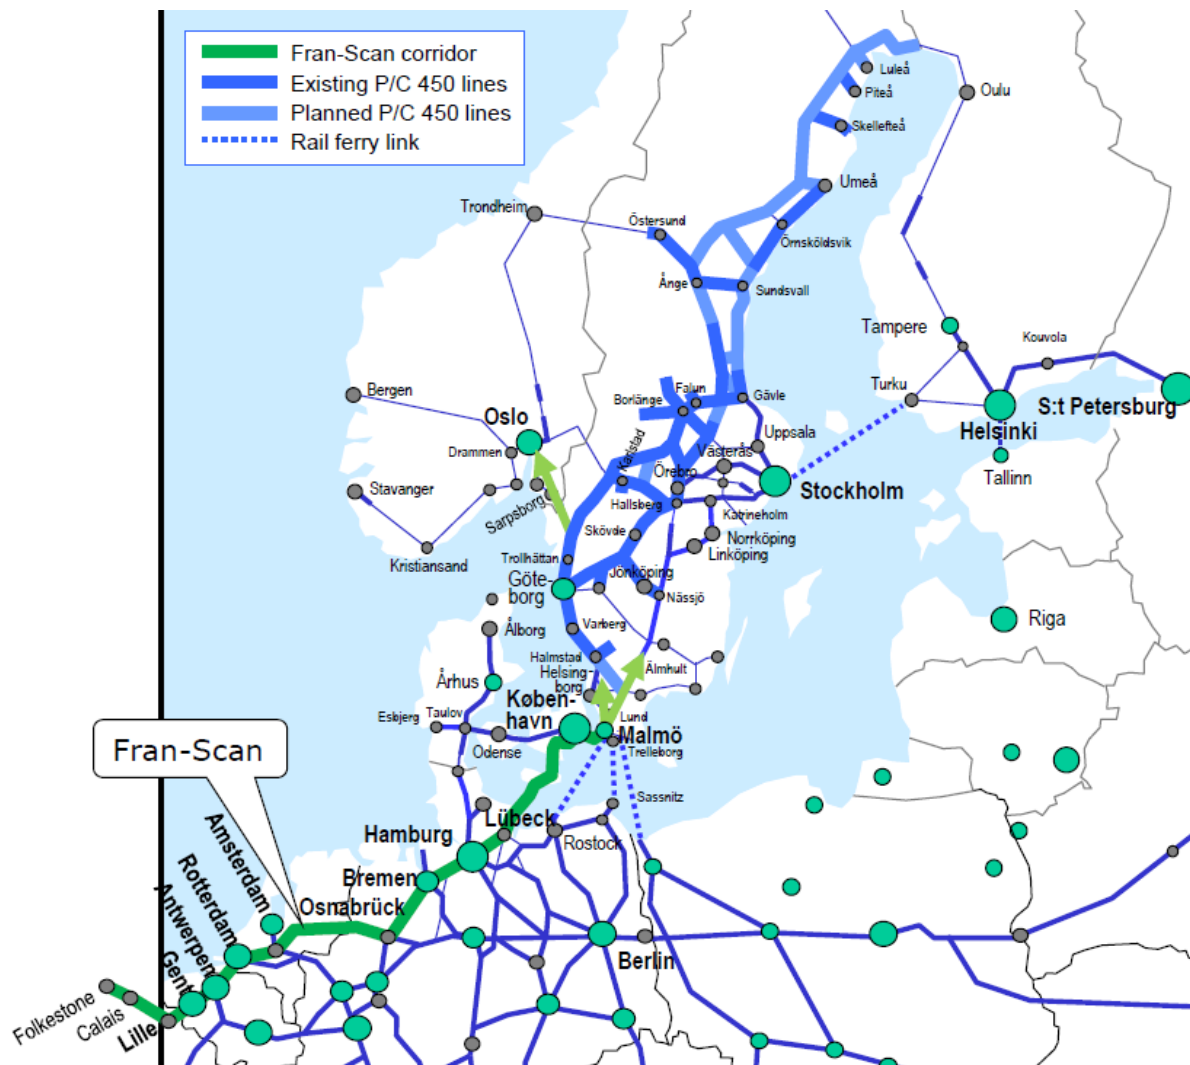 Fran-Scan corridor
Existing P/C 450 lines
Planned P/C 450 lines
Rail ferry link
Luleå
Piteå
Oulu
Skellefteå
Umeå
Trondheim
Östersund
Örnsköldsvik
Ånge
Sundsvall
Tampere
Kouvola
Turku
Bergen
Falun
Borlänge
Gävle
S:t Petersburg
Oslo
Helsinki
Uppsala
Karlstad
Drammen
Västerås
Örebro
Tallinn
Stavanger
Stockholm
Sarpsborg
Hallsberg
Katrineholm
Skövde
Norrköping
Linköping
Kristiansand
Trollhättan
Jönköping
Göte-
borg
Nässjö
Riga
Varberg
Ålborg
Halmstad
Helsing-
borg
Älmhult
Århus
Køben-
havn
Esbjerg
Taulov
Lund
Malmö
Odense
Trelleborg
Fran-Scan
Sassnitz
Lübeck
Hamburg
Rostock
Amsterdam
Bremen
Rotterdam
Osnabrück
Antwerpen
Berlin
Gent
Folkestone
Calais
Lille